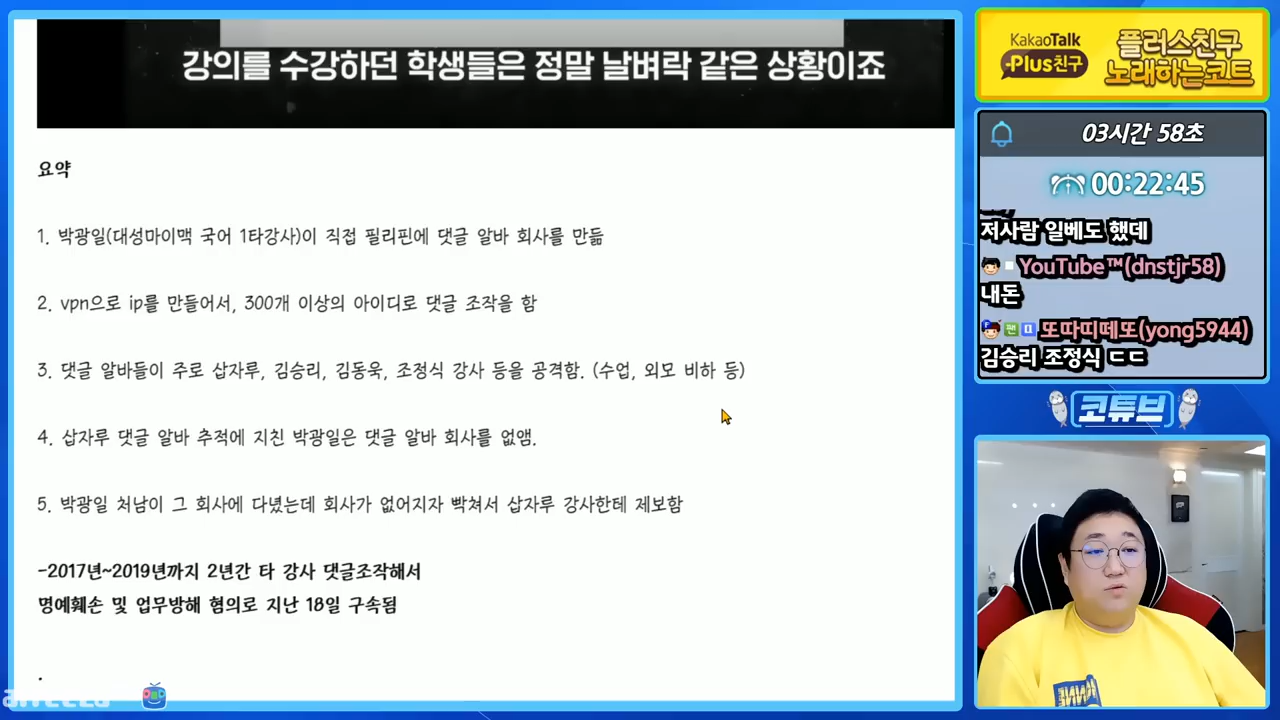 강의를 수강하던 학생들은 정말 날벼락 같은 상황이죠
요약
1. 박광일(대성마이맥 국어 1타강사)이 직접 필리핀에 댓글 알바 회사를 만듦
2. vpn으로 ip를 만들어서, 300개 이상의 아이디로 댓글 조작을 함
3. 댓글 알바들이 주로 삽자루, 김승리, 김동욱, 조정식 강사 등을 공격함. (수업, 외모 비하 등)
4. 삽자루 댓글 알바 추적에 지친 박광일은 댓글 알바 회사를 없앰.
5. 박광일 처남이 그 회사에 다녔는데 회사가 없어지자 빡쳐서 삽자루 강사한테 제보함
-2017년~2019년까지 2년간 타 강사 댓글조작해서
명예훼손 및 업무방해 혐의로 지난 18일 구속됨
.
KakaoTalk
Plus친구
플러스친구
노래하는코트
03시간 58초
00:22:45
저사람 일베도 했데
YouTube™(dnstjr58)
내돈
팬
또따띠떼또(yong5944)
김승리 조정식 ㄷㄷ
코튜브